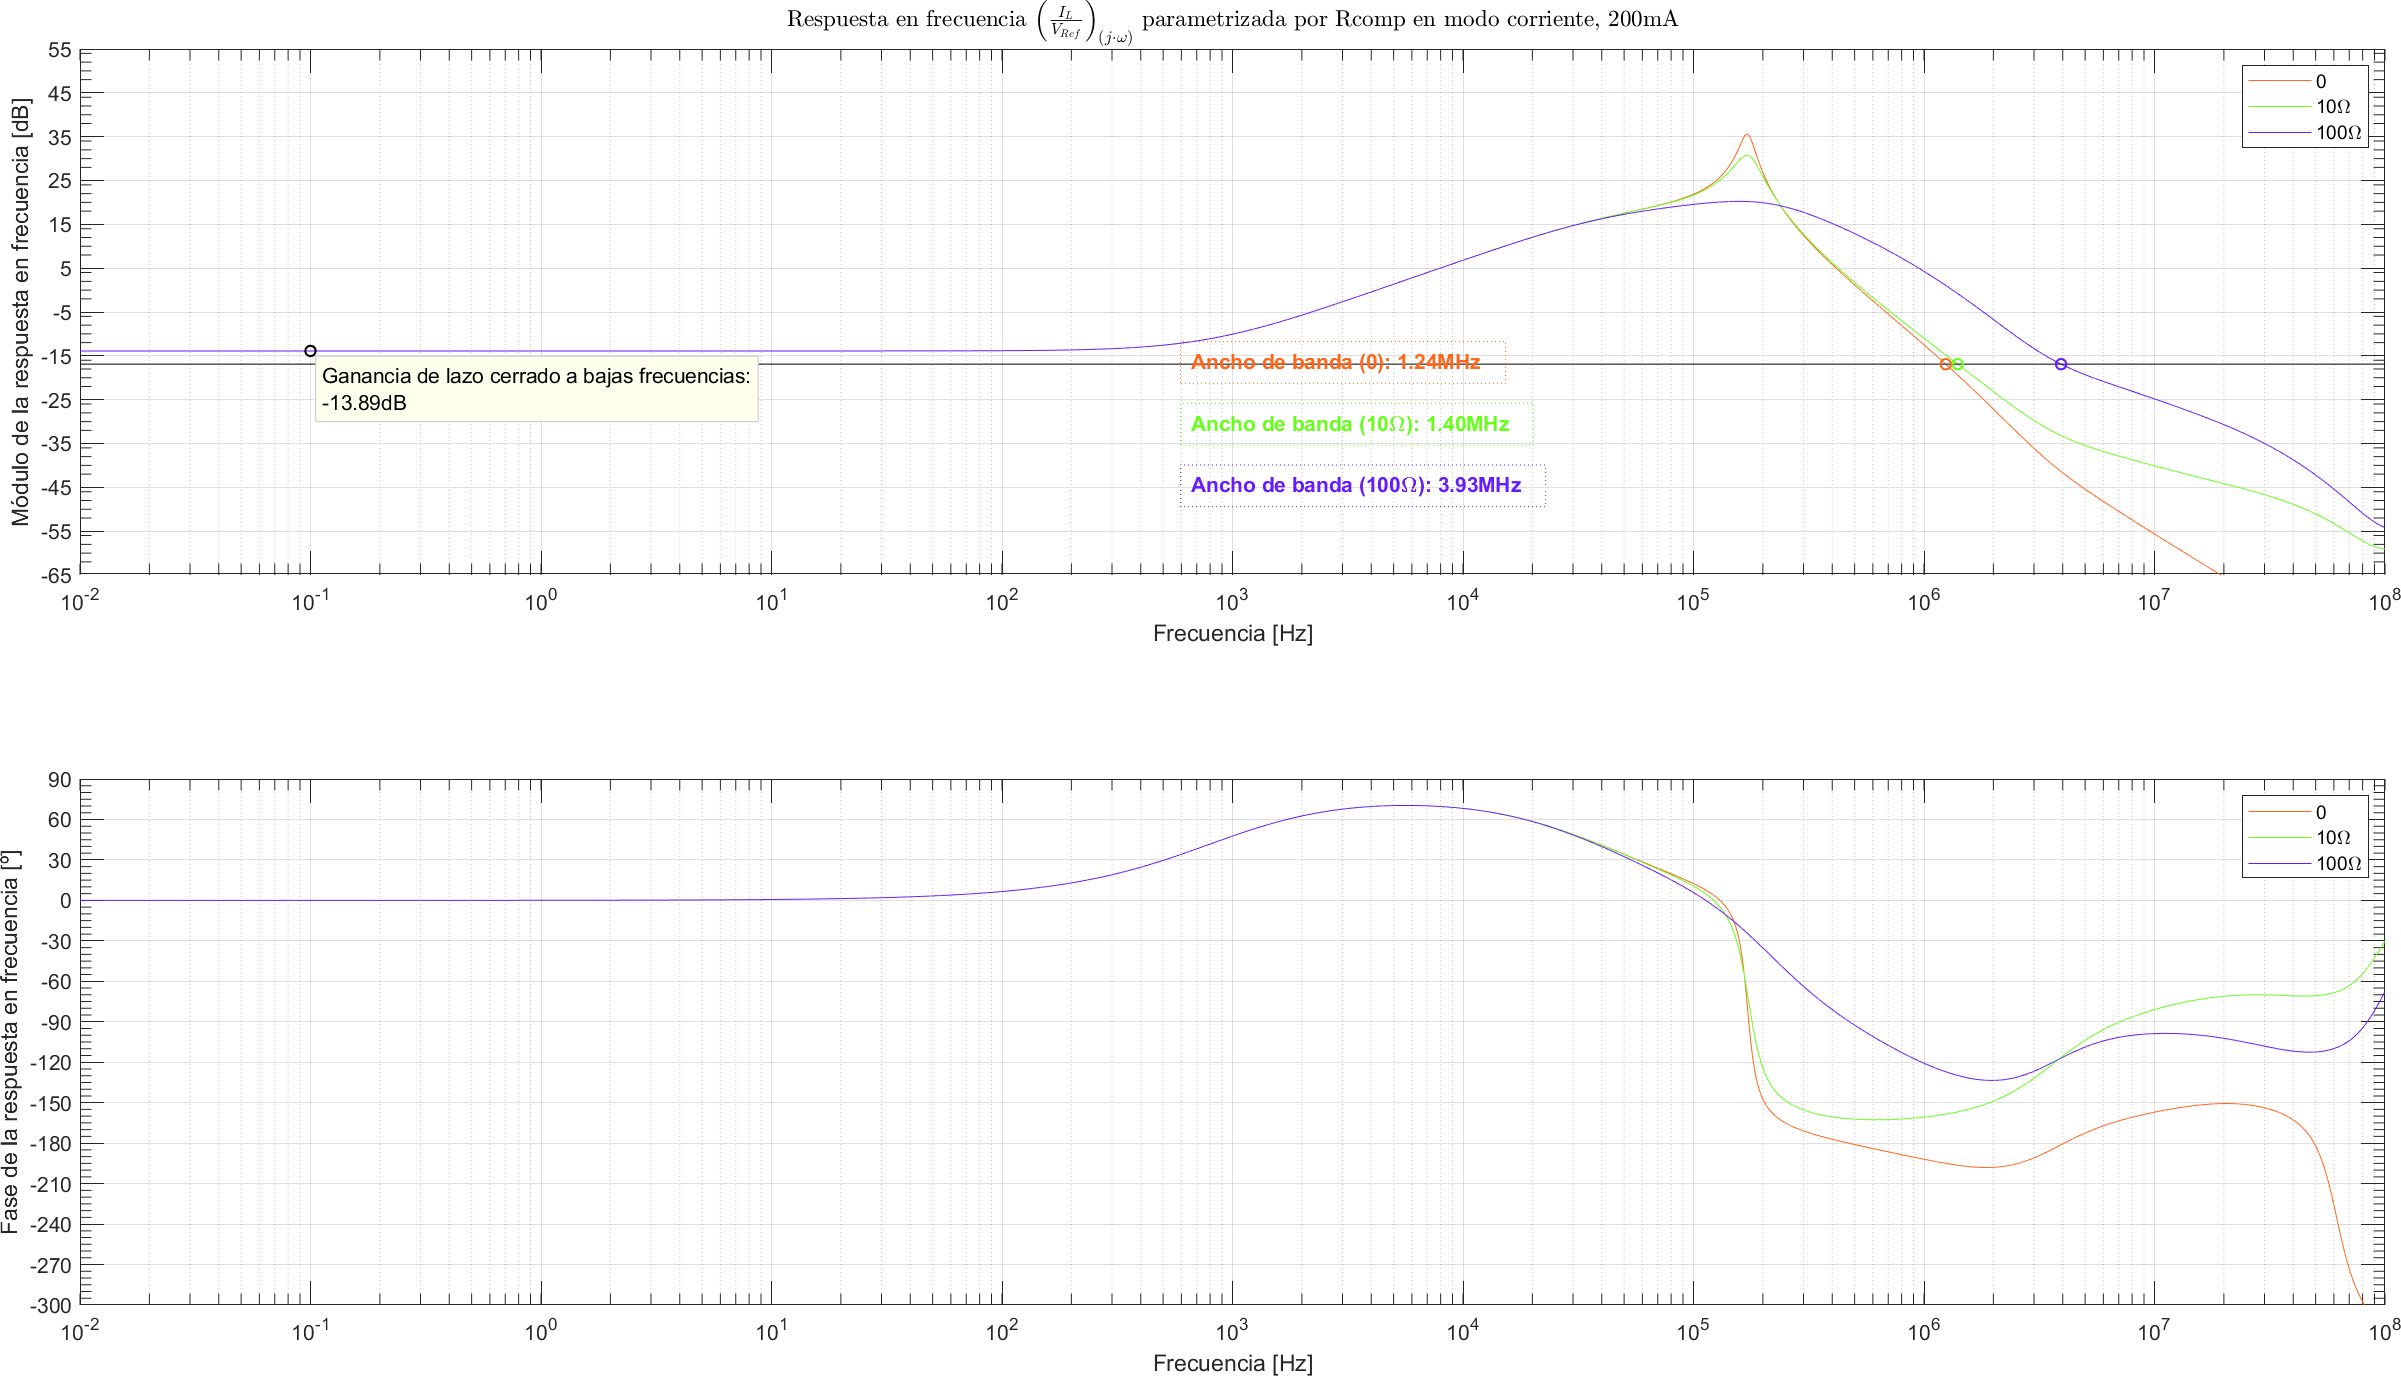 Respuesta en frecuencia (I_L/V_Ref)_(j·ω) parametrizada por Rcomp en modo corriente, 200mA
Módulo de la respuesta en frecuencia [dB]
55
45
35
25
15
5
-5
-15
-25
-35
-45
-55
-65
0
10Ω
100Ω
Ganancia de lazo cerrado a bajas frecuencias:
-13.89dB
Ancho de banda (0): 1.24MHz
Ancho de banda (10Ω): 1.40MHz
Ancho de banda (100Ω): 3.93MHz
10^-2 10^-1 10^0 10^1 10^2 10^3 10^4 10^5 10^6 10^7 10^8
Frecuencia [Hz]
Fase de la respuesta en frecuencia [º]
90
60
30
0
-30
-60
-90
-120
-150
-180
-210
-240
-270
-300
0
10Ω
100Ω
10^-2 10^-1 10^0 10^1 10^2 10^3 10^4 10^5 10^6 10^7 10^8
Frecuencia [Hz]